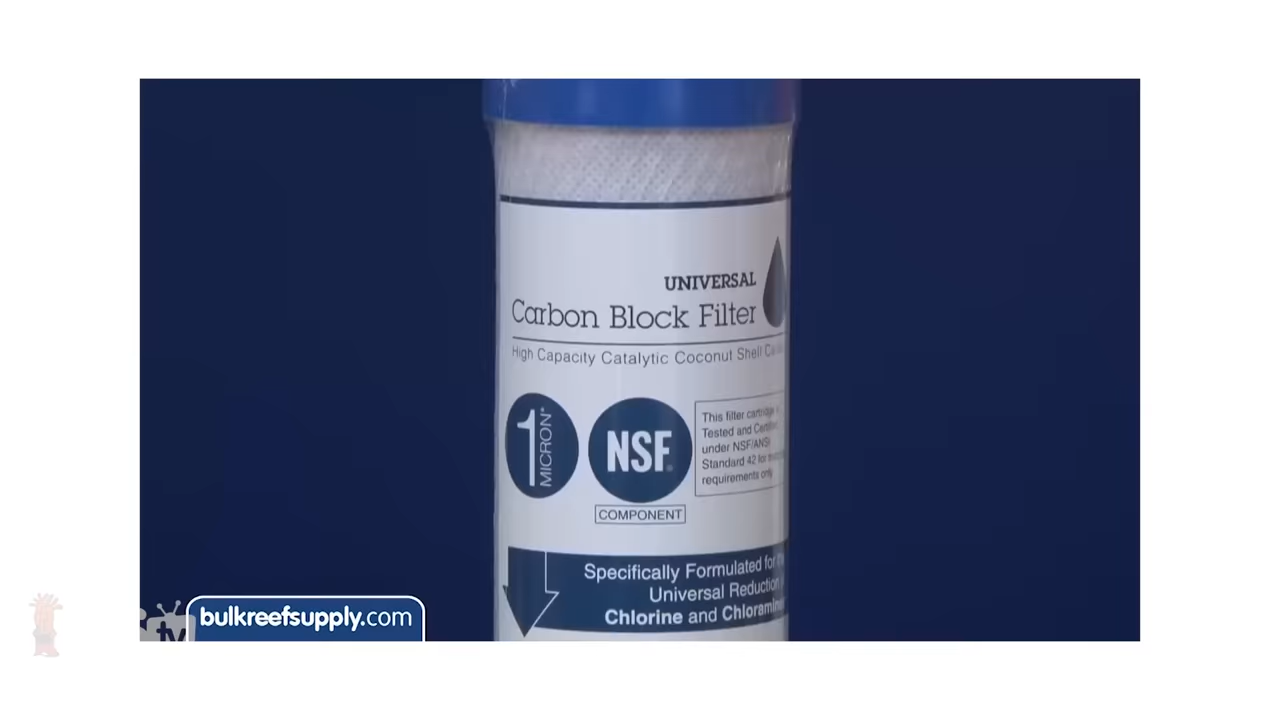 UNIVERSAL
Carbon Block Filter
High Capacity Catalytic Coconut Shell
1
MICRON*
NSF®
COMPONENT
This filter cartridge
Tested and
under NSF/ANSI
Standard 42 for
requirements only
Specifically Formulated for
Universal Reduction
Chlorine and Chloramine
tv
bulkreefsupply.com